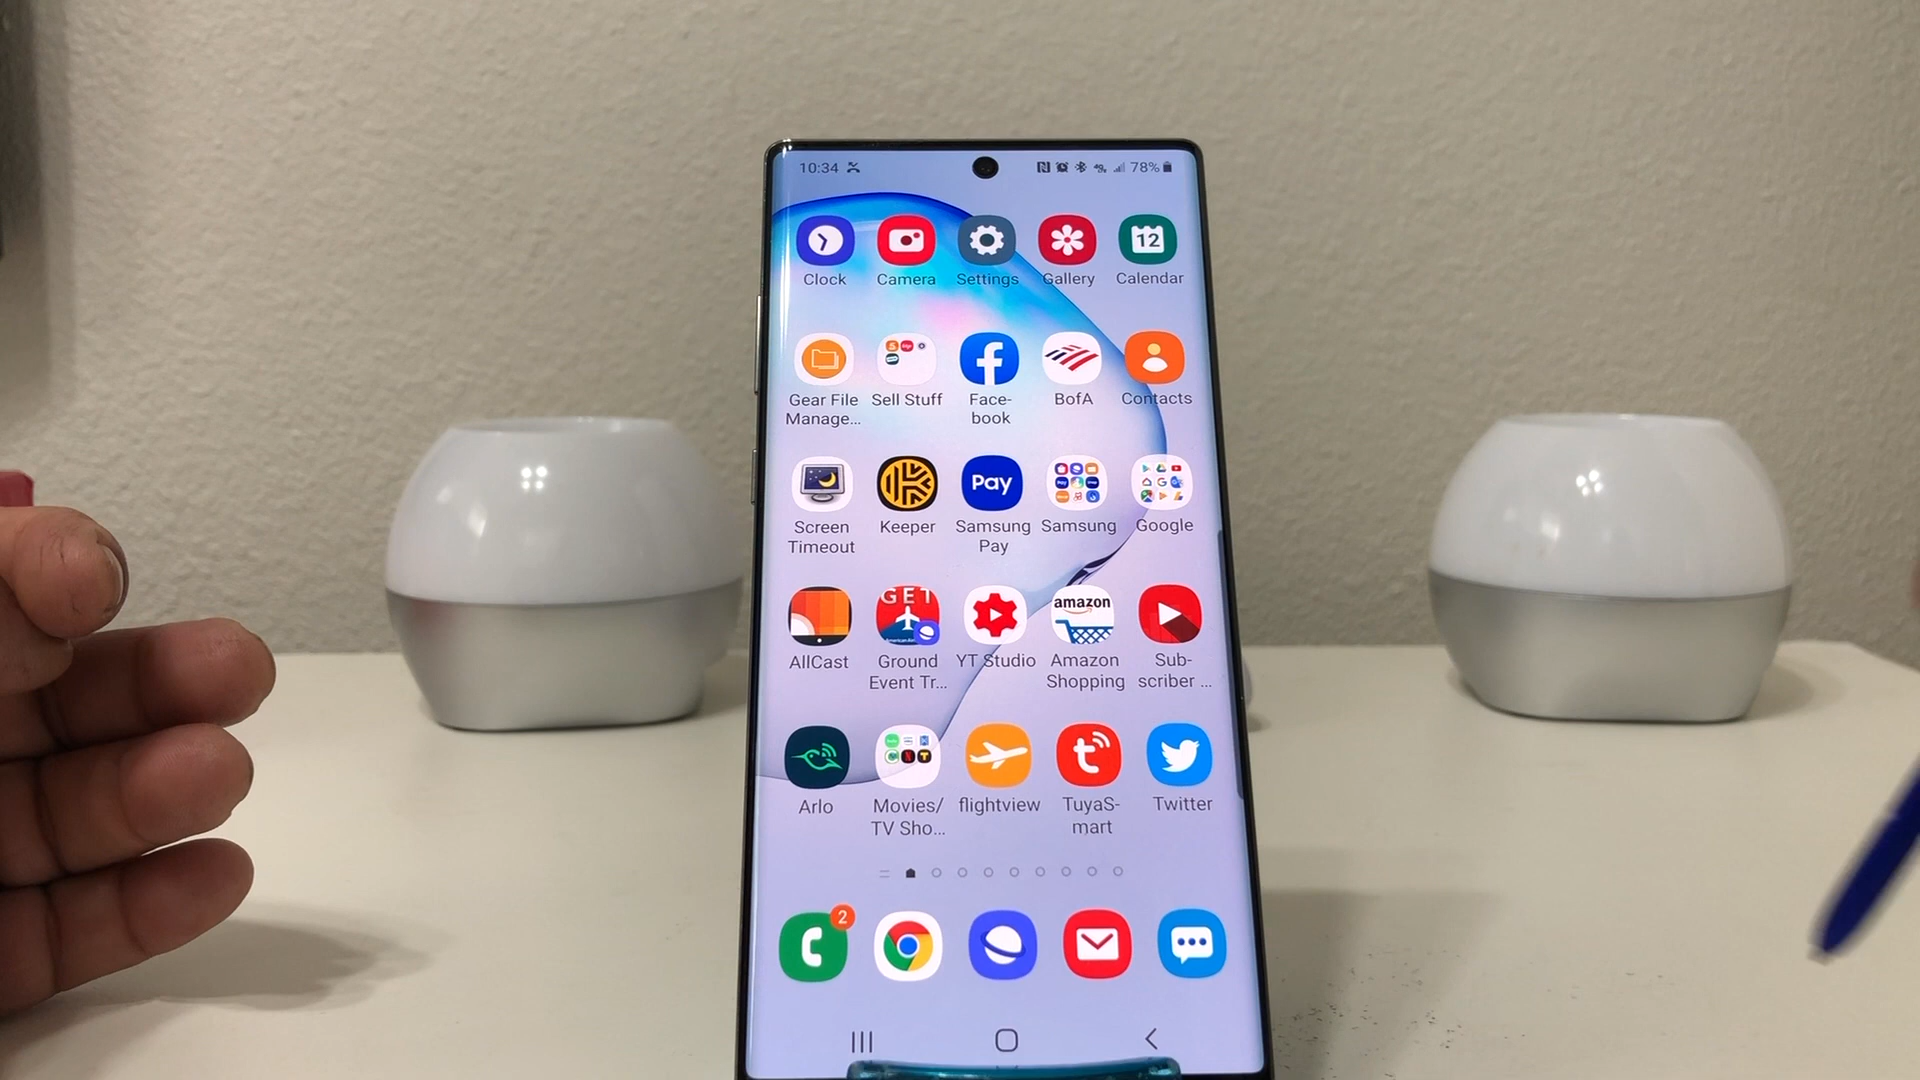 10:34
78%
12
Clock Camera Settings Gallery Calendar
Gear File Sell Stuff Face- BofA Contacts
Manage... book
Pay
Screen Keeper Samsung Samsung Google
Timeout Pay
GET amazon
AllCast Ground YT Studio Amazon Sub-
Event Tr... Shopping scriber ...
Arlo Movies/ flightview TuyaS- Twitter
TV Sho... mart
2